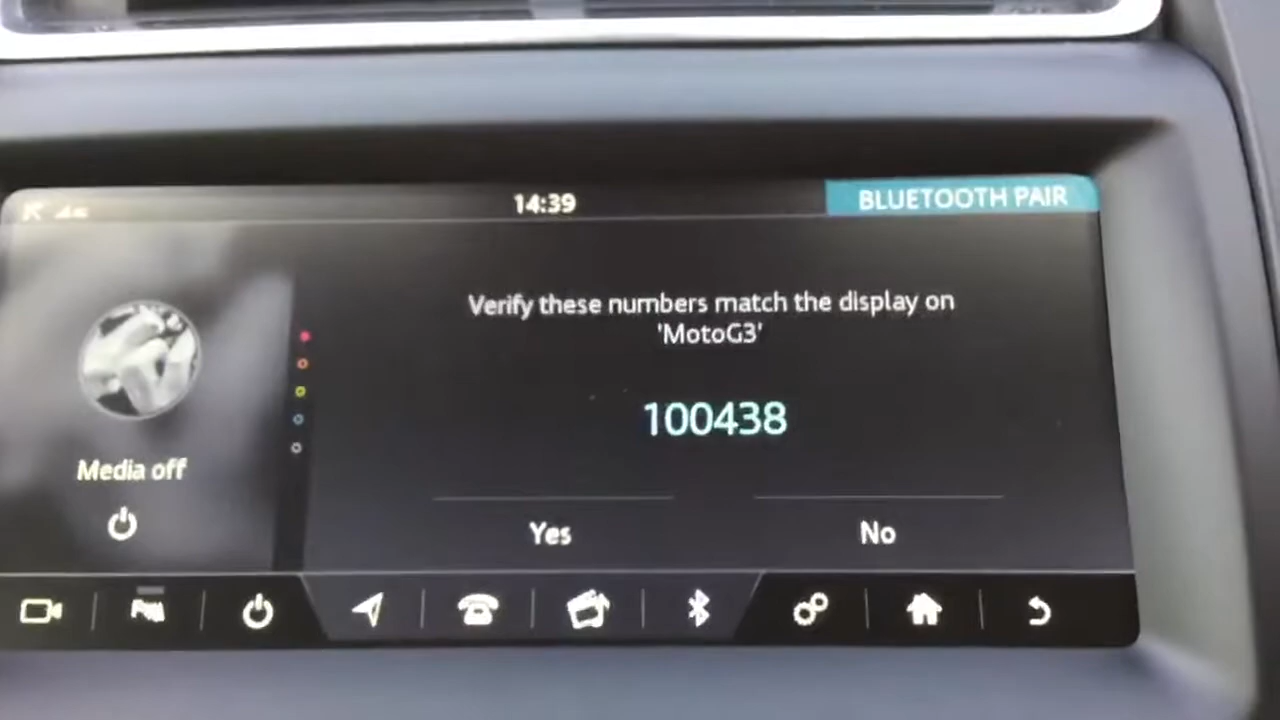 14:39
BLUETOOTH PAIR
Verify these numbers match the display on
'MotoG3'
100438
Media off
Yes
No